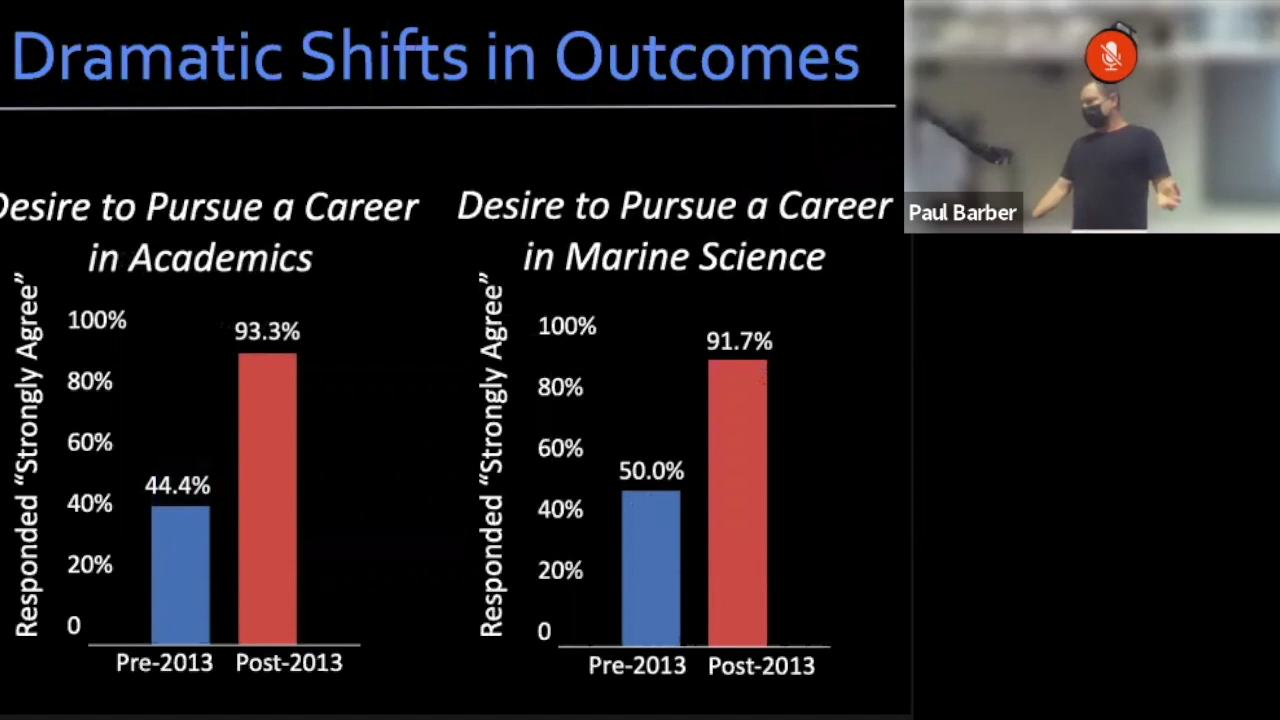 Dramatic Shifts in Outcomes
Desire to Pursue a Career
in Academics
Responded “Strongly Agree”
100%
80%
60%
40%
20%
0
44.4%
93.3%
Pre-2013 Post-2013
Desire to Pursue a Career
in Marine Science
Responded “Strongly Agree”
100%
80%
60%
40%
20%
0
50.0%
91.7%
Pre-2013 Post-2013
Paul Barber